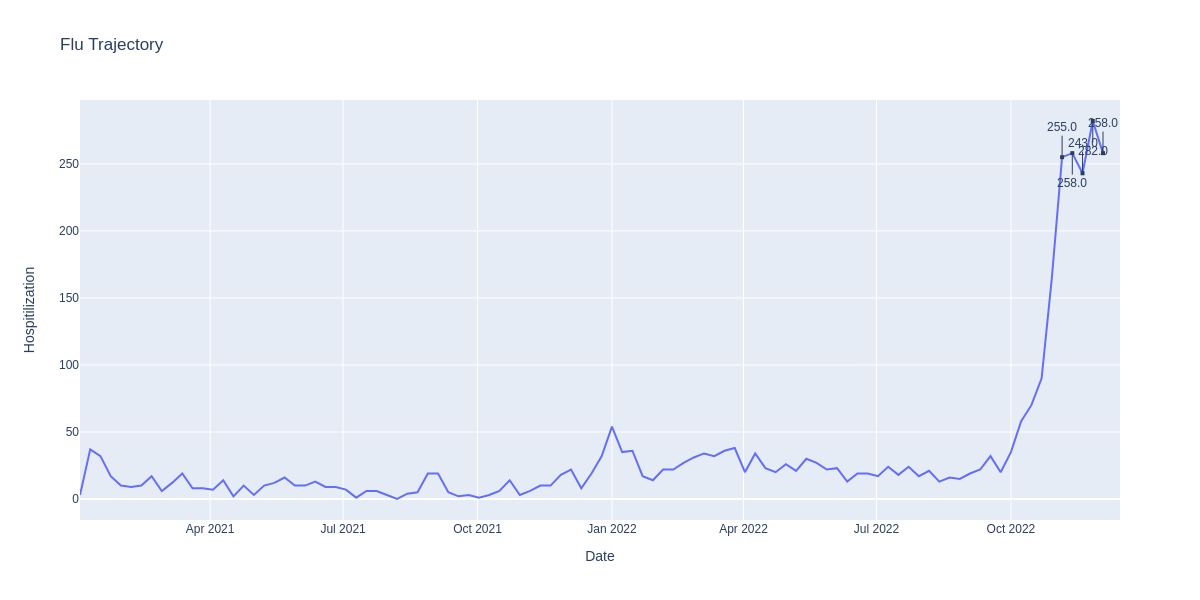 Flu Trajectory
Hospitilization
250
200
150
100
50
0
255.0
258.0
243.0
282.0
258.0
Apr 2021
Jul 2021
Oct 2021
Jan 2022
Apr 2022
Jul 2022
Oct 2022
Date